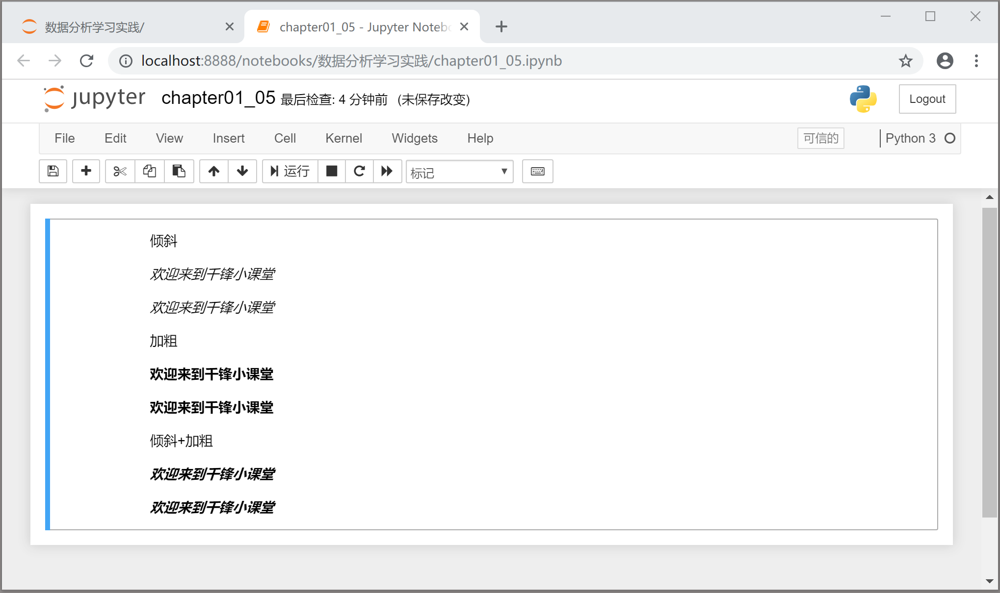 数据分析学习实践/
chapter01_05 - Jupyter Notebo
localhost:8888/notebooks/数据分析学习实践/chapter01_05.ipynb
jupyter chapter01_05 最后检查: 4 分钟前 (未保存改变)
Logout
File Edit View Insert Cell Kernel Widgets Help 可信的 Python 3
运行 标记
倾斜
欢迎来到千锋小课堂
欢迎来到千锋小课堂
加粗
欢迎来到千锋小课堂
欢迎来到千锋小课堂
倾斜+加粗
欢迎来到千锋小课堂
欢迎来到千锋小课堂